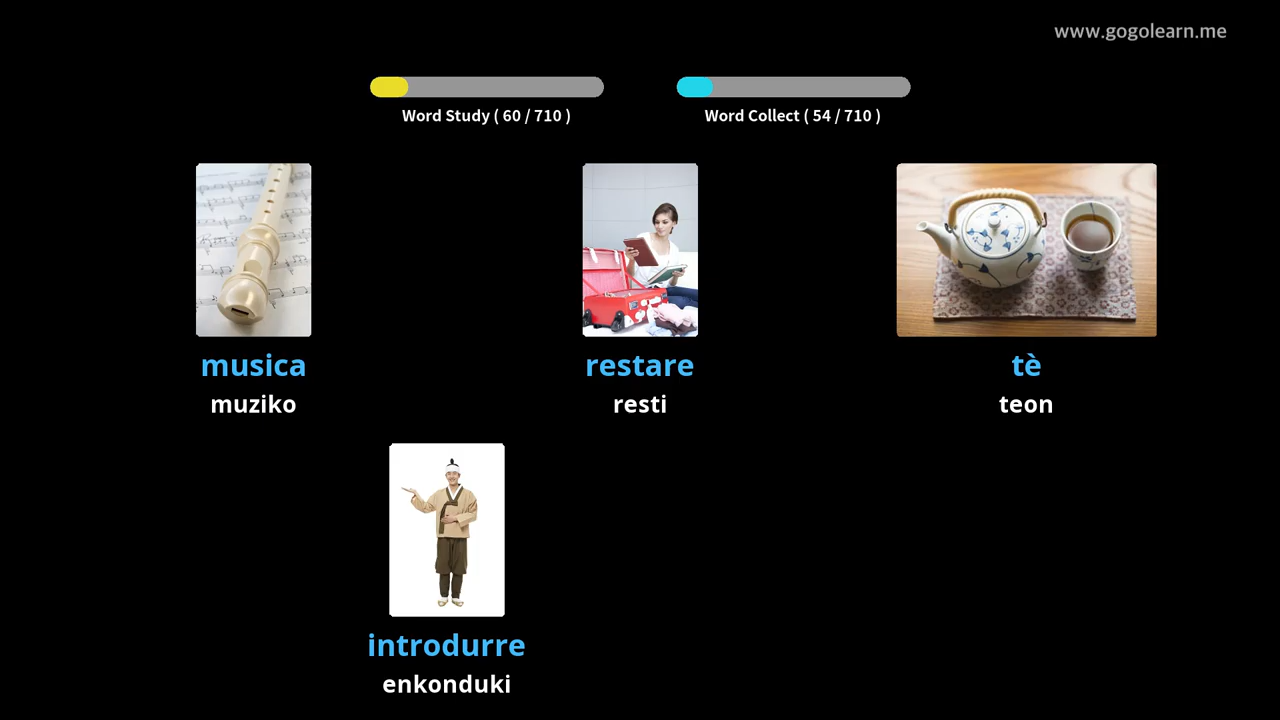 www.gogolearn.me
Word Study ( 60 / 710 )
Word Collect ( 54 / 710 )
musica
muziko
restare
resti
tè
teon
introdurre
enkonduki